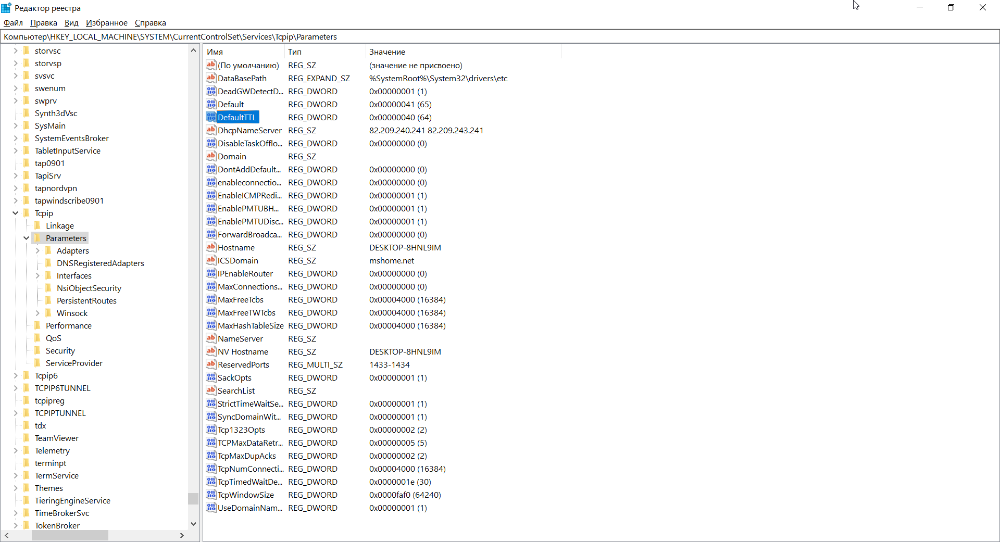 Редактор реестра
Файл Правка Вид Избранное Справка
Компьютер\HKEY_LOCAL_MACHINE\SYSTEM\CurrentControlSet\Services\Tcpip\Parameters
storvsc
storvsp
svsvc
swenum
swprv
Synth3dVsc
SysMain
SystemEventsBroker
TabletInputService
tap0901
TapiSrv
tapnordvpn
tapwindscribe0901
Tcpip
Linkage
Parameters
Adapters
DNSRegisteredAdapters
Interfaces
NsiObjectSecurity
PersistentRoutes
Winsock
Performance
QoS
Security
ServiceProvider
Tcpip6
TCPIP6TUNNEL
tcpipreg
TCPIPTUNNEL
tdx
TeamViewer
Telemetry
terminpt
TermService
Themes
TieringEngineService
TimeBrokerSvc
TokenBroker
Имя Тип Значение
(По умолчанию) REG_SZ (значение не присвоено)
DataBasePath REG_EXPAND_SZ %SystemRoot%\System32\drivers\etc
DeadGWDetectD... REG_DWORD 0x00000001 (1)
Default REG_DWORD 0x00000041 (65)
DefaultTTL REG_DWORD 0x00000040 (64)
DhcpNameServer REG_SZ 82.209.240.241 82.209.243.241
DisableTaskOfflo... REG_DWORD 0x00000000 (0)
Domain REG_SZ
DontAddDefault... REG_DWORD 0x00000000 (0)
enableconnectio... REG_DWORD 0x00000000 (0)
EnableICMPRedi... REG_DWORD 0x00000001 (1)
EnablePMTUBH... REG_DWORD 0x00000001 (1)
EnablePMTUDisc... REG_DWORD 0x00000001 (1)
ForwardBroadca... REG_DWORD 0x00000000 (0)
Hostname REG_SZ DESKTOP-8HNL9IM
ICSDomain REG_SZ mshome.net
IPEnableRouter REG_DWORD 0x00000000 (0)
MaxConnections... REG_DWORD 0x00000000 (0)
MaxFreeTcbs REG_DWORD 0x00004000 (16384)
MaxFreeTWTcbs REG_DWORD 0x00004000 (16384)
MaxHashTableSize REG_DWORD 0x00004000 (16384)
NameServer REG_SZ
NV Hostname REG_SZ DESKTOP-8HNL9IM
ReservedPorts REG_MULTI_SZ 1433-1434
SackOpts REG_DWORD 0x00000001 (1)
SearchList REG_SZ
StrictTimeWaitSe... REG_DWORD 0x00000001 (1)
SyncDomainWit... REG_DWORD 0x00000001 (1)
Tcp1323Opts REG_DWORD 0x00000002 (2)
TCPMaxDataRetr... REG_DWORD 0x00000005 (5)
TcpMaxDupAcks REG_DWORD 0x00000002 (2)
TcpNumConnecti... REG_DWORD 0x00004000 (16384)
TcpTimedWaitDe... REG_DWORD 0x0000001e (30)
TcpWindowSize REG_DWORD 0x0000faf0 (64240)
UseDomainNam... REG_DWORD 0x00000001 (1)